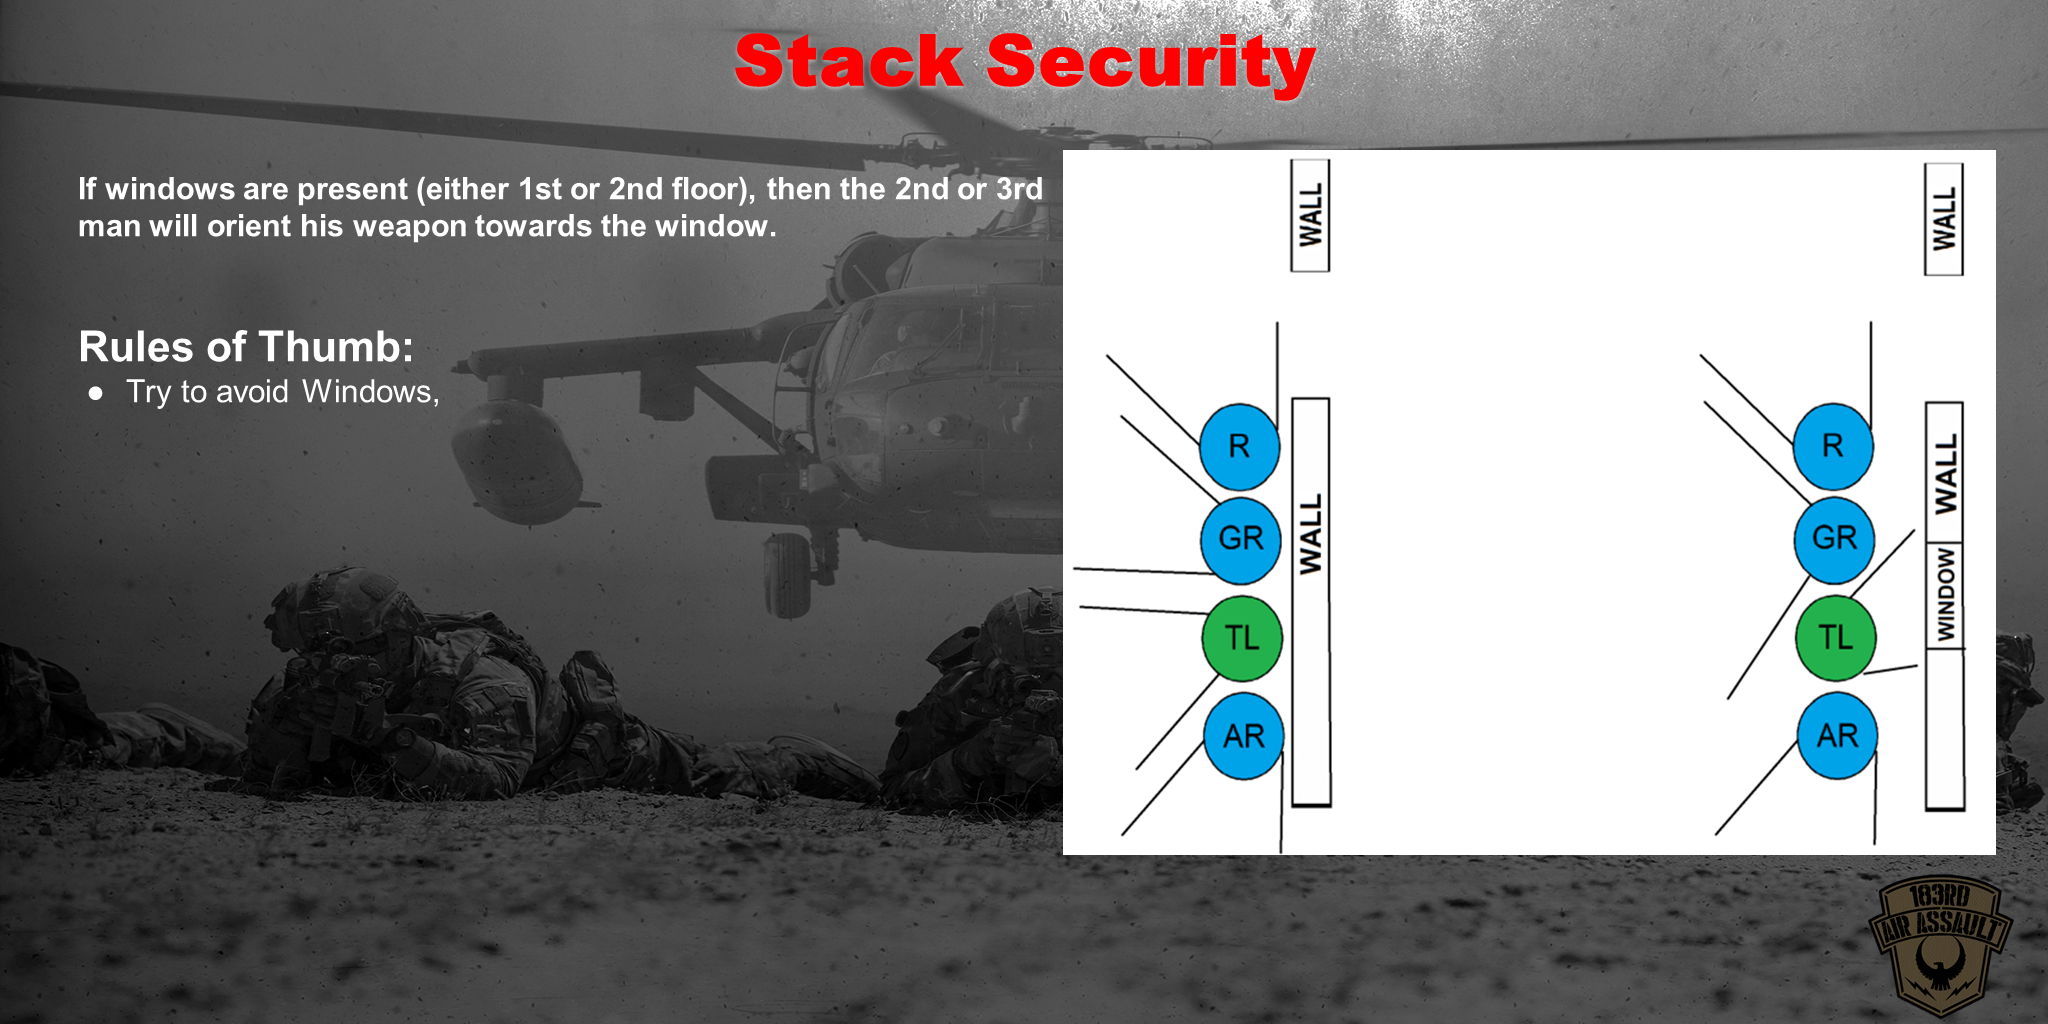 Stack Security
If windows are present (either 1st or 2nd floor), then the 2nd or 3rd
man will orient his weapon towards the window.
Rules of Thumb:
● Try to avoid Windows,
WALL
R
GR
WALL
TL
AR
WALL
R
WALL
GR
WINDOW
TL
AR
183RD
AIR ASSAULT